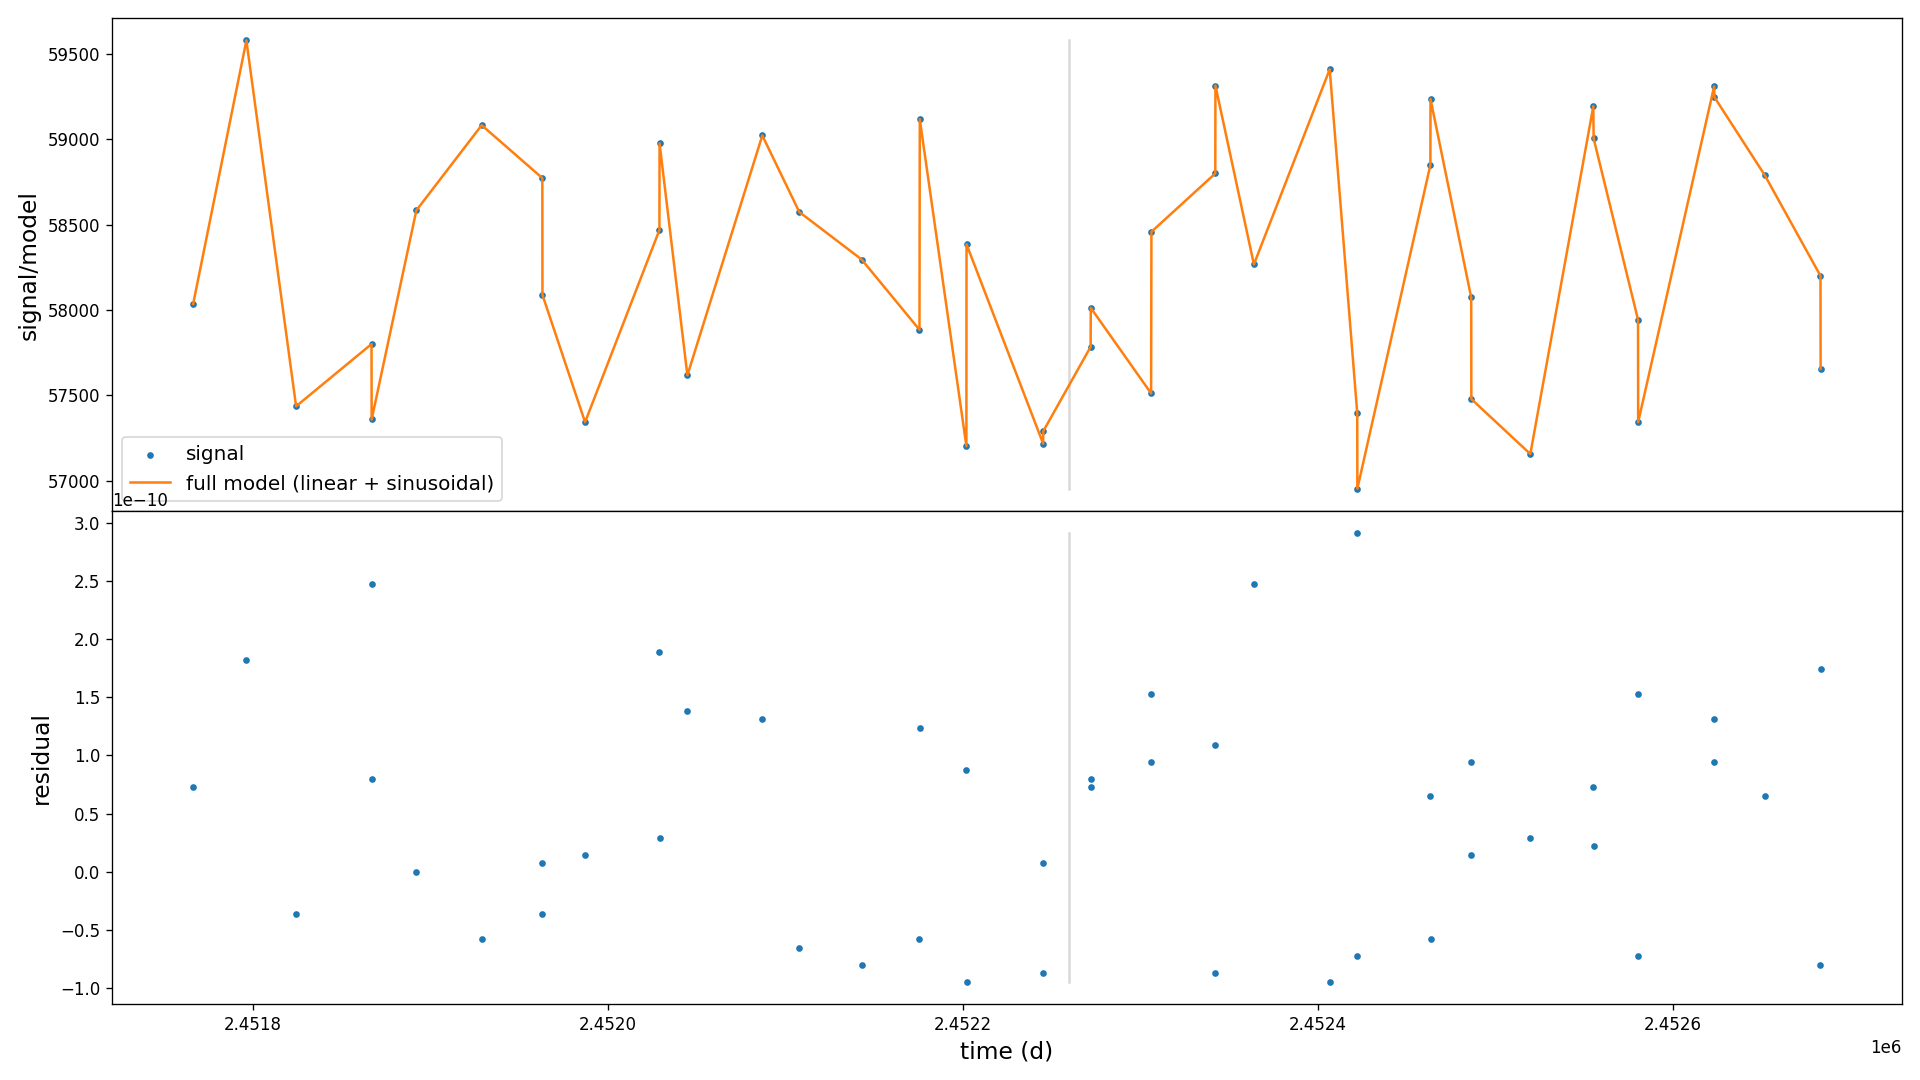 59500
59000
58500
58000
57500
57000
signal/model
signal
full model (linear + sinusoidal)
1e−10
3.0
2.5
2.0
1.5
1.0
0.5
0.0
−0.5
−1.0
residual
2.4518
2.4520
2.4522
2.4524
2.4526
1e6
time (d)